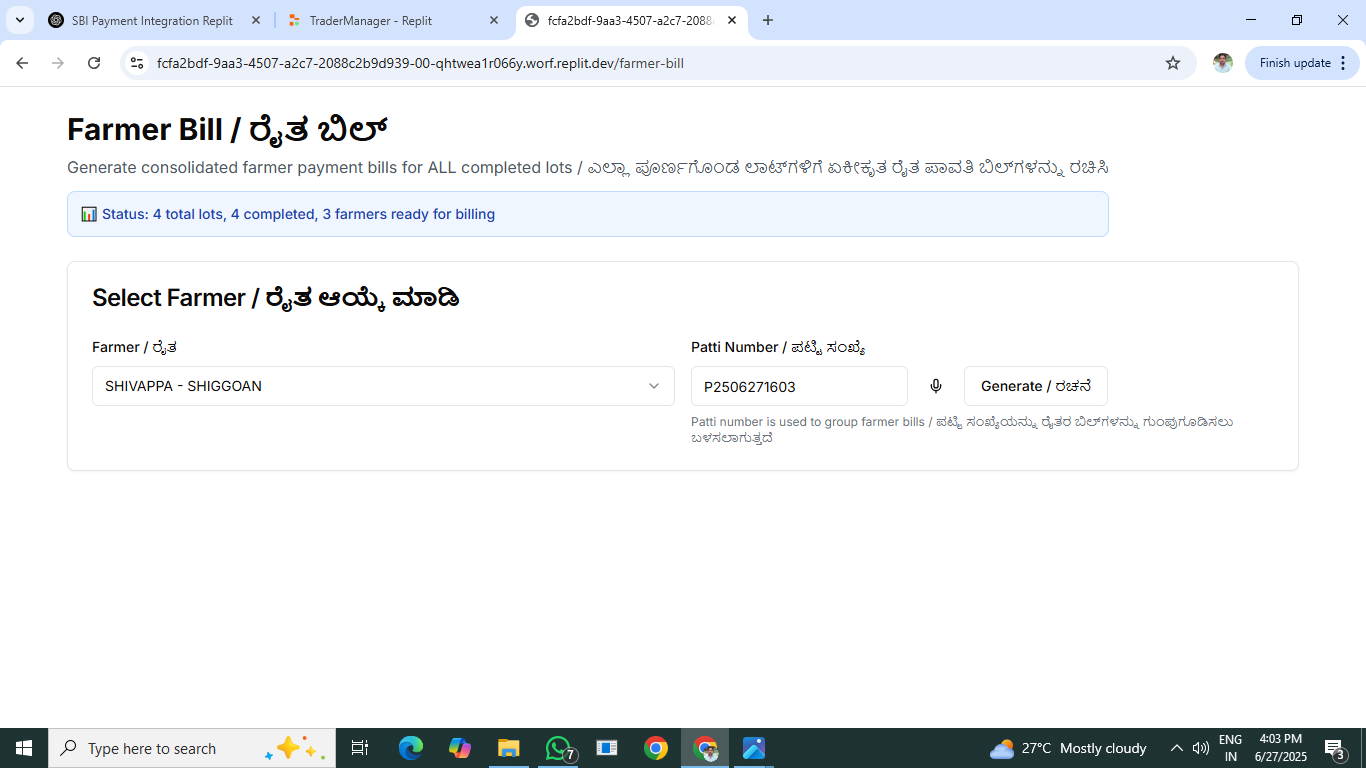 SBI Payment Integration Replit
TraderManager - Replit
fcfa2bdf-9aa3-4507-a2c7-2088
fcfa2bdf-9aa3-4507-a2c7-2088c2b9d939-00-qhtwea1r066y.worf.replit.dev/farmer-bill
Finish update
Farmer Bill / ರೈತ ಬಿಲ್
Generate consolidated farmer payment bills for ALL completed lots / ಎಲ್ಲಾ ಪೂರ್ಣಗೊಂಡ ಲಾಟ್‌ಗಳಿಗೆ ಏಕೀಕೃತ ರೈತ ಪಾವತಿ ಬಿಲ್‌ಗಳನ್ನು ರಚಿಸಿ
📊 Status: 4 total lots, 4 completed, 3 farmers ready for billing
Select Farmer / ರೈತ ಆಯ್ಕೆ ಮಾಡಿ
Farmer / ರೈತ
Patti Number / ಪಟ್ಟಿ ಸಂಖ್ಯೆ
SHIVAPPA - SHIGGOAN
P2506271603
Generate / ರಚನೆ
Patti number is used to group farmer bills / ಪಟ್ಟಿ ಸಂಖ್ಯೆಯನ್ನು ರೈತರ ಬಿಲ್‌ಗಳನ್ನು ಗುಂಪುಗೂಡಿಸಲು
ಬಳಸಲಾಗುತ್ತದೆ
Type here to search
7
27°C Mostly cloudy
ENG
IN
4:03 PM
6/27/2025
3